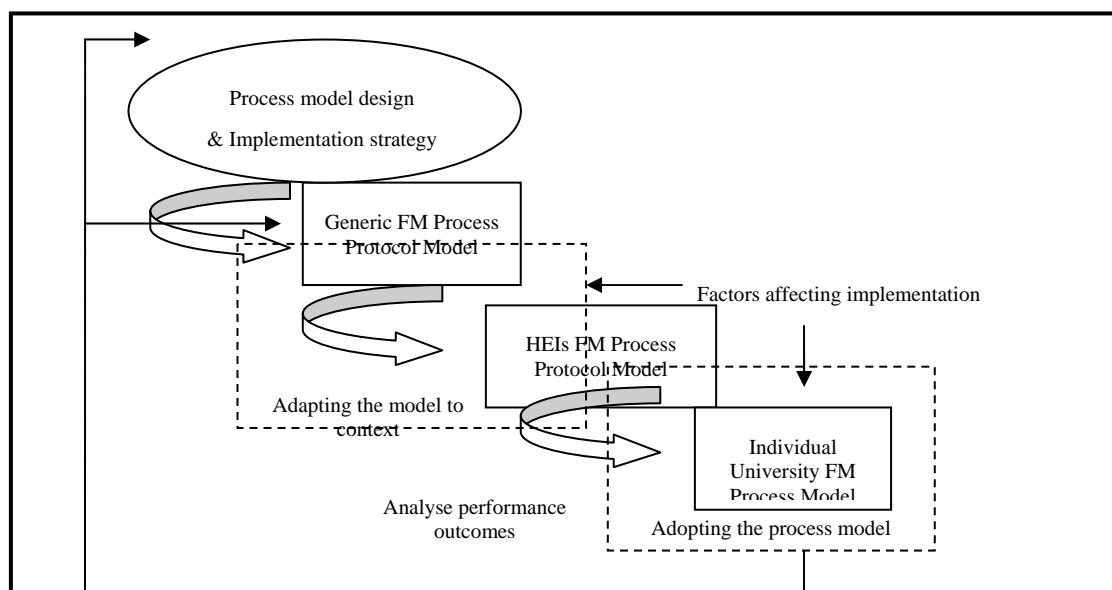 Process model design
& Implementation strategy
Generic FM Process
Protocol Model
Factors affecting implementation
HEIs FM Process
Protocol Model
Adapting the model to
context
Individual
University FM
Process Model
Analyse performance
outcomes
Adopting the process model